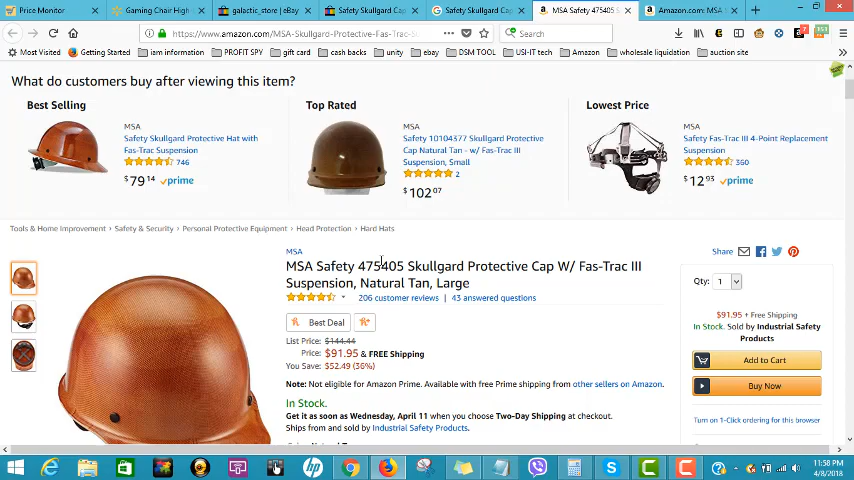 Price Monitor
Gaming Chair High
galactic_store | eBay
Safety Skullgard Cap
Safety Skullgard Cap
MSA Safety 475405 S
Amazon.com: MSA S
https://www.amazon.com/MSA-Skullgard-Protective-Fas-Trac-S
Search
Most Visited
Getting Started
iam information
PROFIT SPY
gift card
cash backs
unity
ebay
DSM TOOL
USI-IT tech
Amazon
wholesale liquidation
auction site
What do customers buy after viewing this item?
Best Selling
Top Rated
Lowest Price
MSA
Safety Skullgard Protective Hat with
Fas-Trac Suspension
746
$79 14 prime
MSA
Safety 10104377 Skullgard Protective
Cap Natural Tan - w/ Fas-Trac III
Suspension, Small
2
$102 07
MSA
Safety Fas-Trac III 4-Point Replacement
Suspension
360
$12 93 prime
Tools & Home Improvement › Safety & Security › Personal Protective Equipment › Head Protection › Hard Hats
MSA
MSA Safety 475405 Skullgard Protective Cap W/ Fas-Trac III
Suspension, Natural Tan, Large
206 customer reviews | 43 answered questions
Best Deal
List Price: $144.44
Price: $91.95 & FREE Shipping
You Save: $52.49 (36%)
Note: Not eligible for Amazon Prime. Available with free Prime shipping from other sellers on Amazon.
In Stock.
Get it as soon as Wednesday, April 11 when you choose Two-Day Shipping at checkout.
Ships from and sold by Industrial Safety Products.
Share
Qty: 1
$91.95 + Free Shipping
In Stock. Sold by Industrial Safety
Products
Add to Cart
Buy Now
Turn on 1-Click ordering for this browser
11:58 PM
4/8/2018